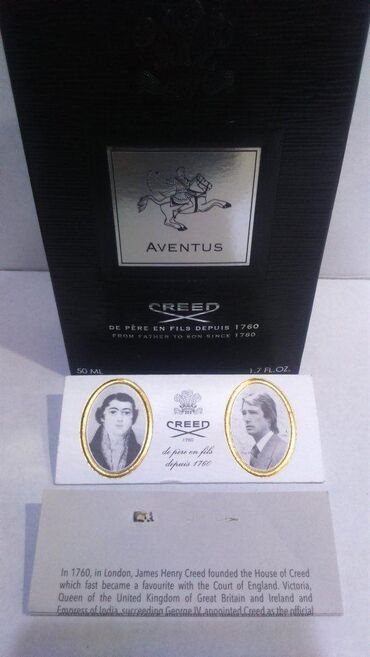 AVENTUS
CREED
DE PÈRE EN FILS DEPUIS 1760
FROM FATHER TO SON SINCE 1760
50 ML 1.7 FL.OZ.
CREED
1760
de père en fils
depuis 1760
In 1760, in London, James Henry Creed founded the House of Creed
which fast became a favourite with the Court of England. Victoria,
Queen of the United Kingdom of Great Britain and Ireland and
Empress of India, succeeding George IV, appointed Creed as the official